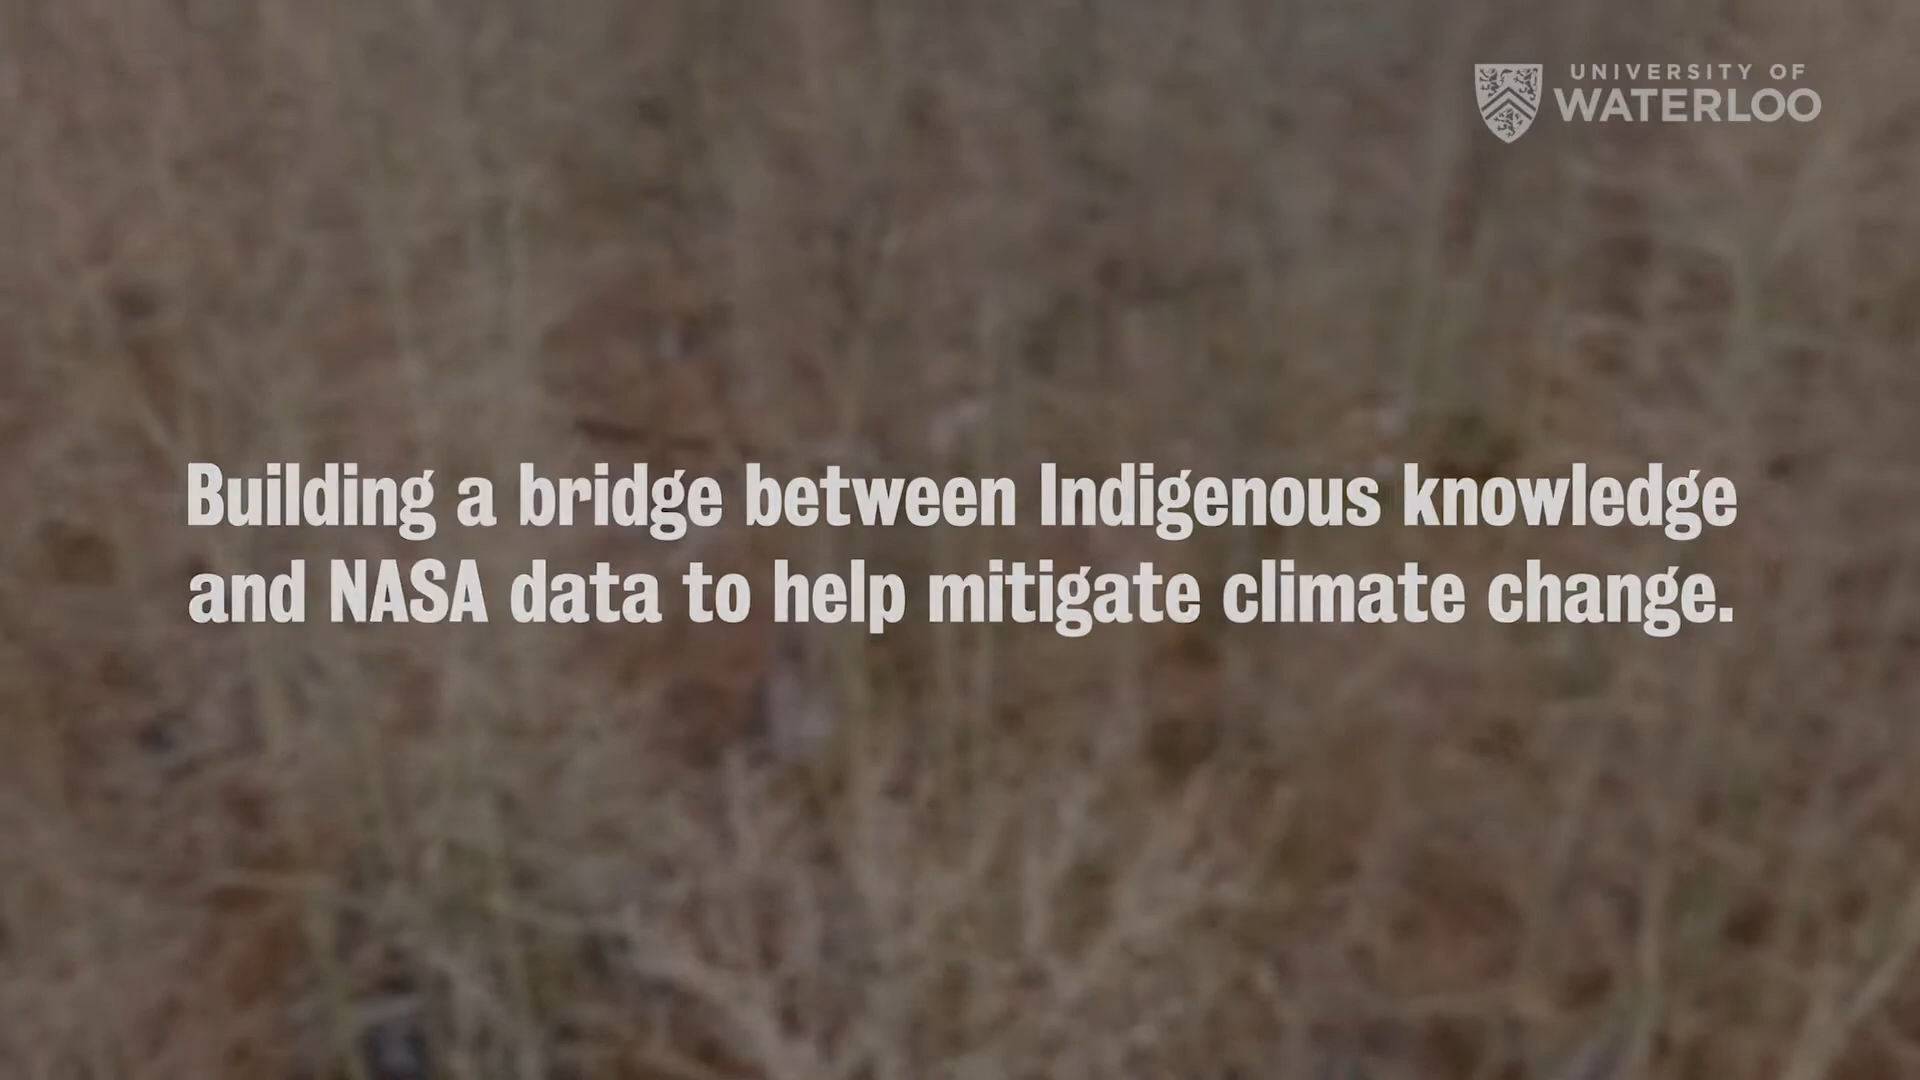 UNIVERSITY OF
WATERLOO
Building a bridge between Indigenous knowledge
and NASA data to help mitigate climate change.